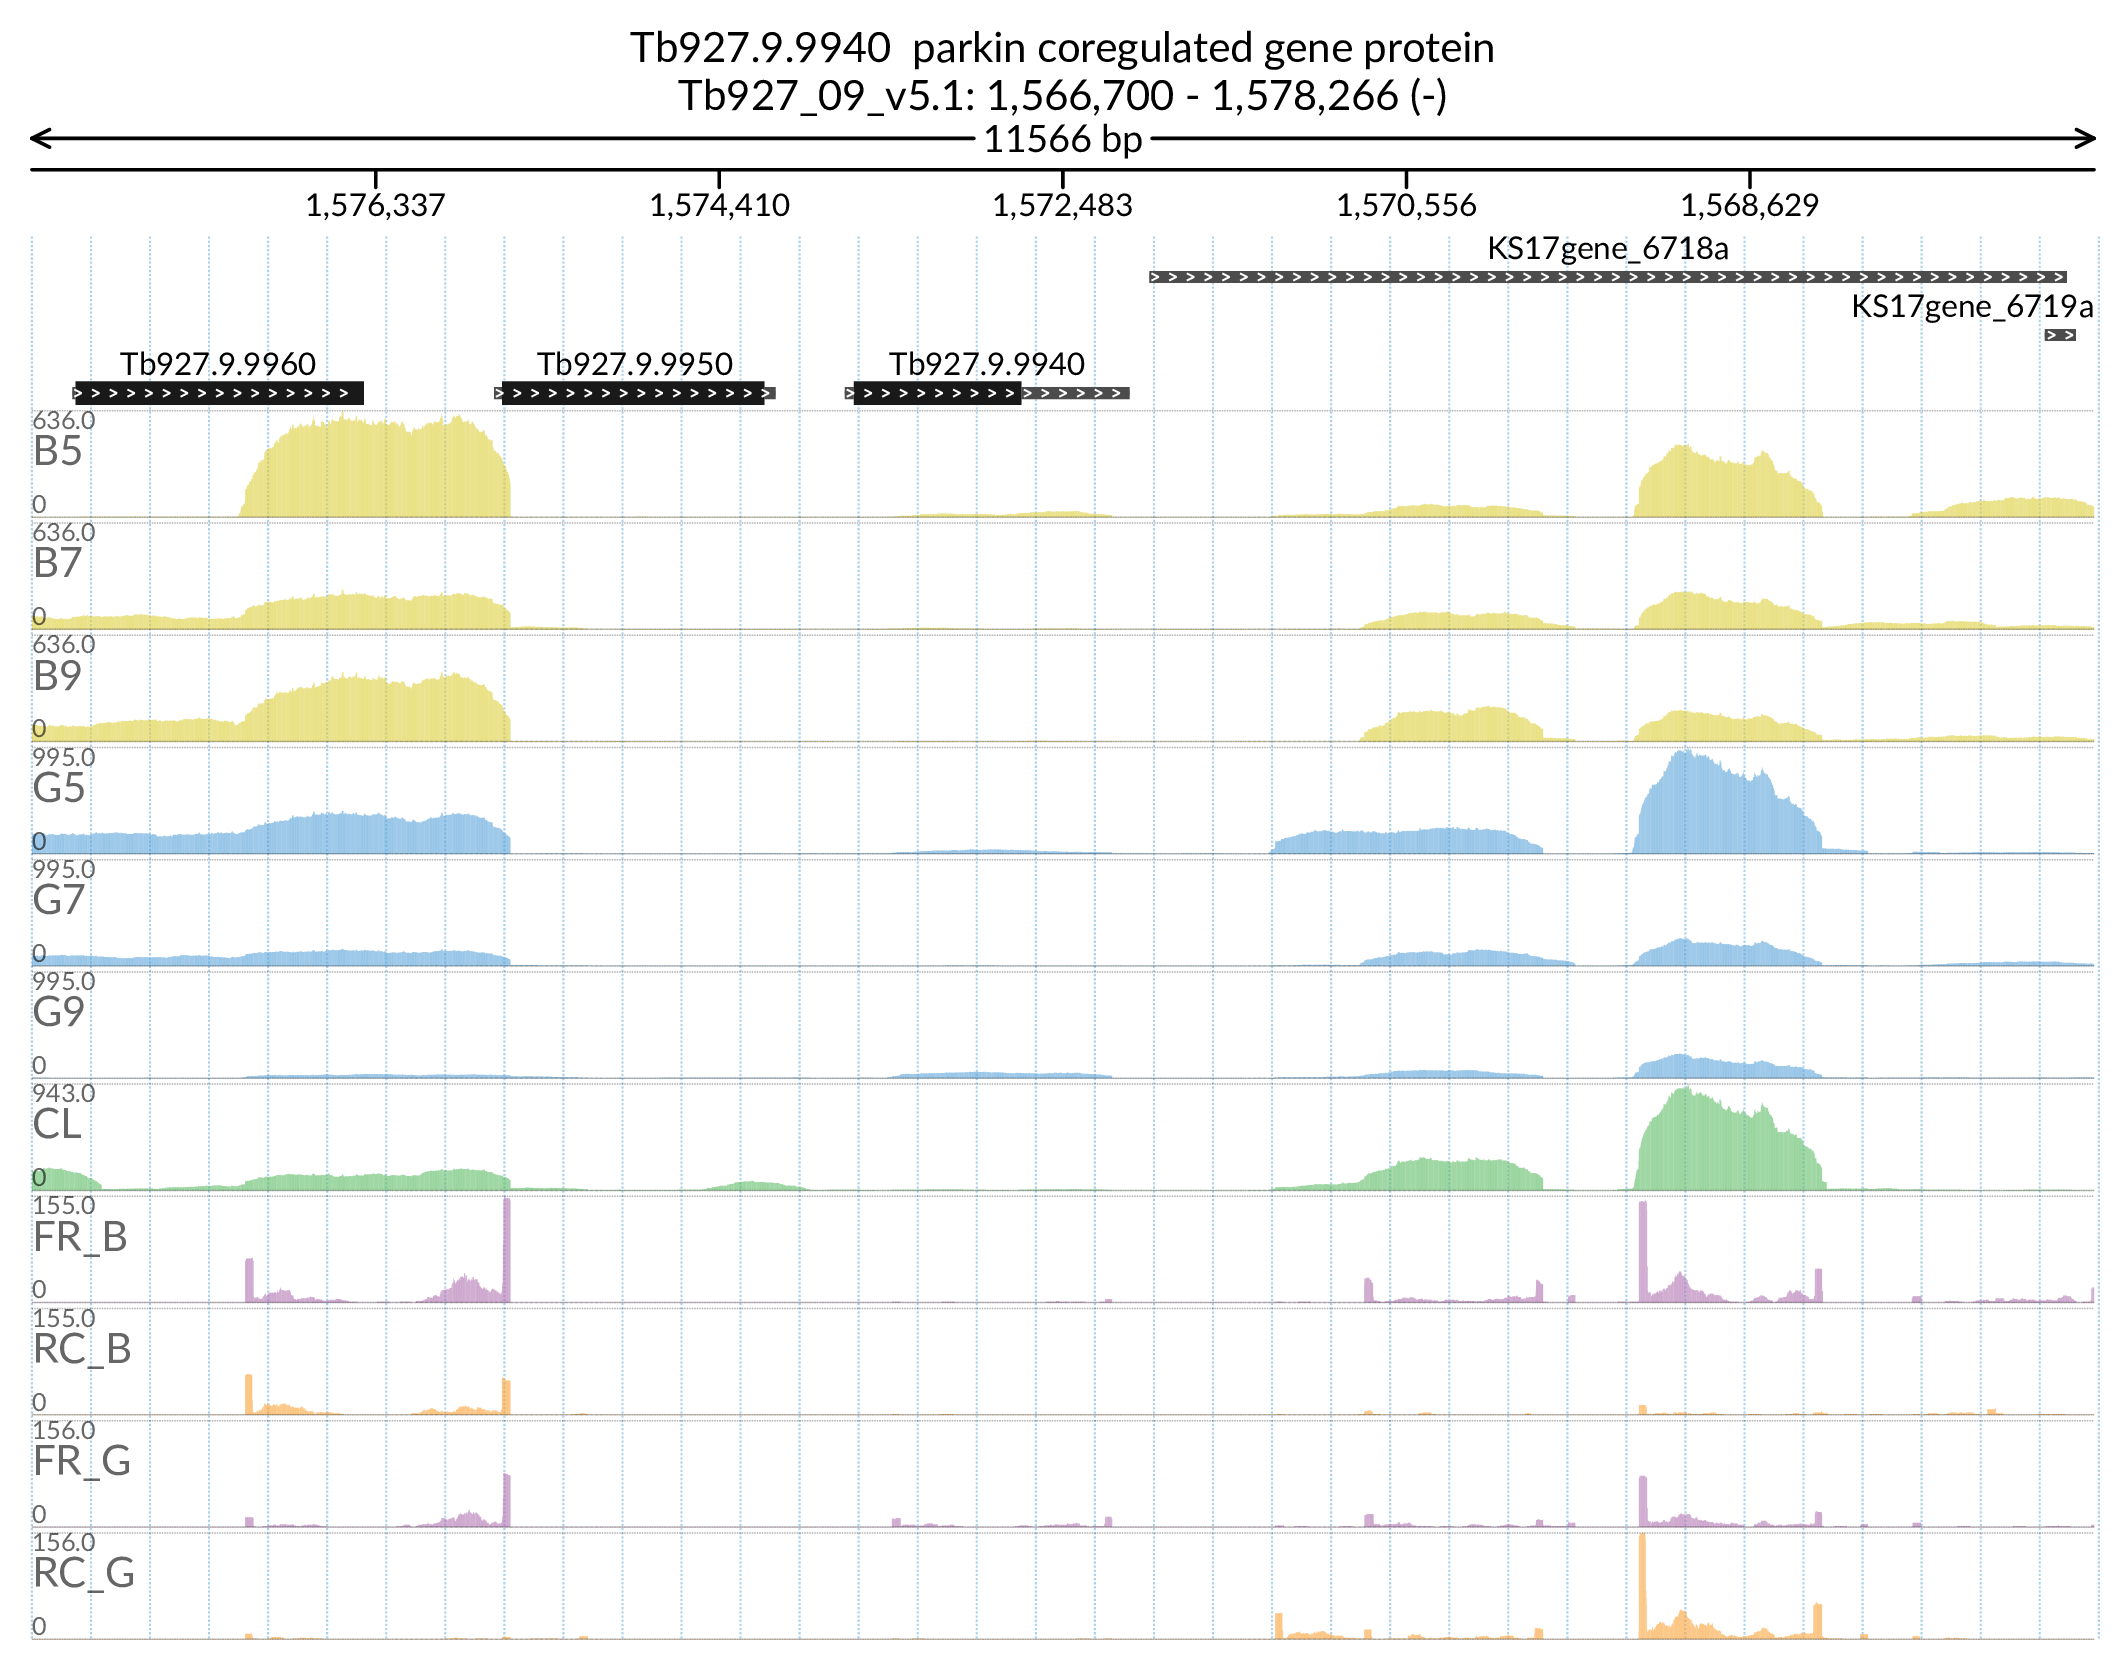 Tb927.9.9940  parkin coregulated gene protein
Tb927_09_v5.1: 1,566,700 - 1,578,266 (-)
11566 bp
1,576,337 1,574,410 1,572,483 1,570,556 1,568,629
KS17gene_6718a
KS17gene_6719a
Tb927.9.9960 Tb927.9.9950 Tb927.9.9940
636.0
B5
0
636.0
B7
0
636.0
B9
0
995.0
G5
0
995.0
G7
0
995.0
G9
0
943.0
CL
0
155.0
FR_B
0
155.0
RC_B
0
156.0
FR_G
0
156.0
RC_G
0